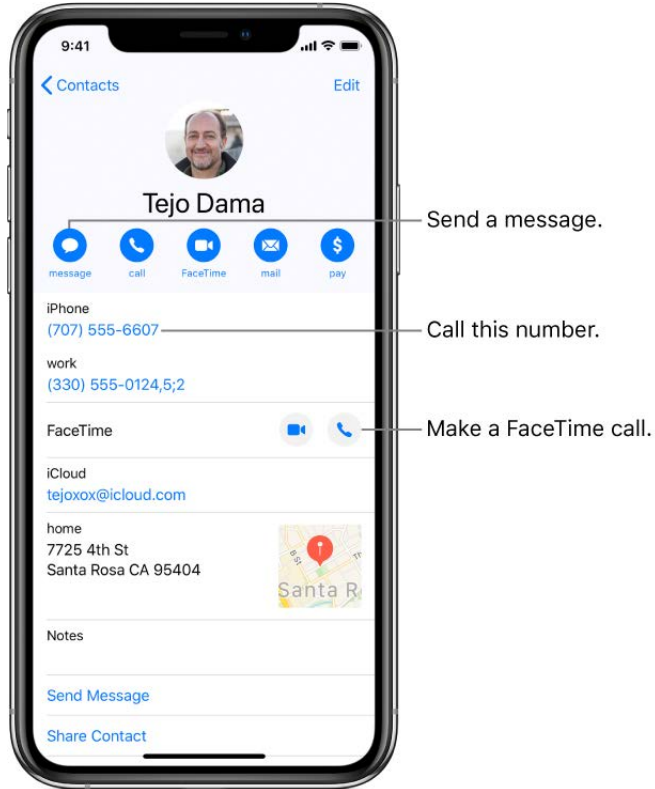 9:41
Contacts
Edit
Tejo Dama
message call FaceTime mail pay
Send a message.
iPhone
(707) 555-6607
Call this number.
work
(330) 555-0124,5;2
FaceTime
Make a FaceTime call.
iCloud
tejoxox@icloud.com
home
7725 4th St
Santa Rosa CA 95404
B St
Th
Santa R
Notes
Send Message
Share Contact